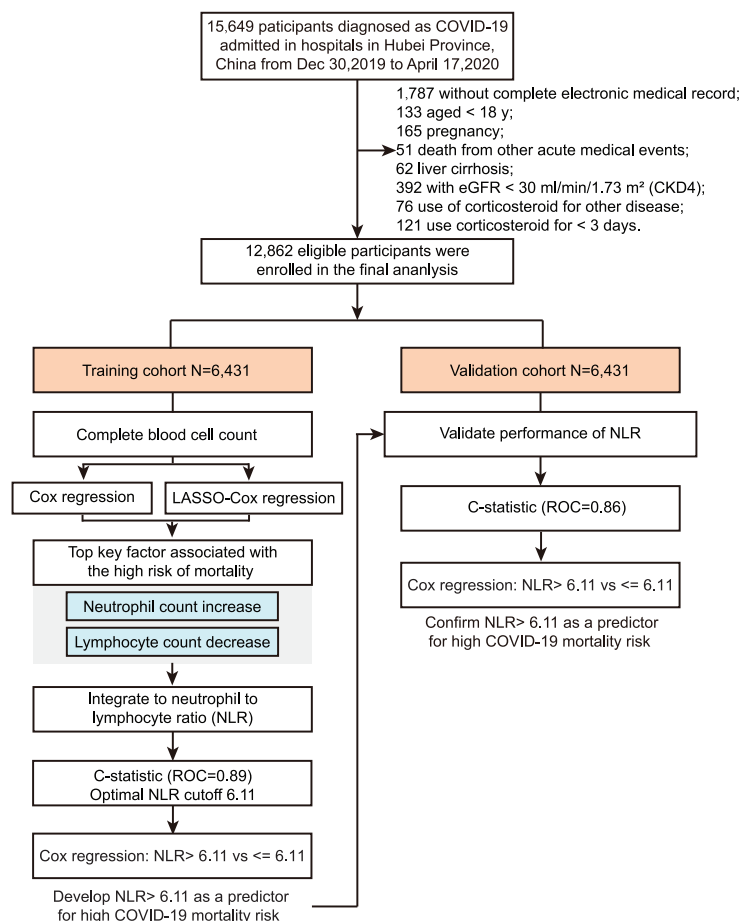 15,649 paticipants diagnosed as COVID-19
admitted in hospitals in Hubei Province,
China from Dec 30,2019 to April 17,2020
1,787 without complete electronic medical record;
133 aged < 18 y;
165 pregnancy;
51 death from other acute medical events;
62 liver cirrhosis;
392 with eGFR < 30 ml/min/1.73 m² (CKD4);
76 use of corticosteroid for other disease;
121 use corticosteroid for < 3 days.
12,862 eligible participants were
enrolled in the final ananlysis
Training cohort N=6,431
Complete blood cell count
Cox regression
LASSO-Cox regression
Top key factor associated with
the high risk of mortality
Neutrophil count increase
Lymphocyte count decrease
Integrate to neutrophil to
lymphocyte ratio (NLR)
C-statistic (ROC=0.89)
Optimal NLR cutoff 6.11
Cox regression: NLR> 6.11 vs <= 6.11
Develop NLR> 6.11 as a predictor
for high COVID-19 mortality risk
Validation cohort N=6,431
Validate performance of NLR
C-statistic (ROC=0.86)
Cox regression: NLR> 6.11 vs <= 6.11
Confirm NLR> 6.11 as a predictor
for high COVID-19 mortality risk